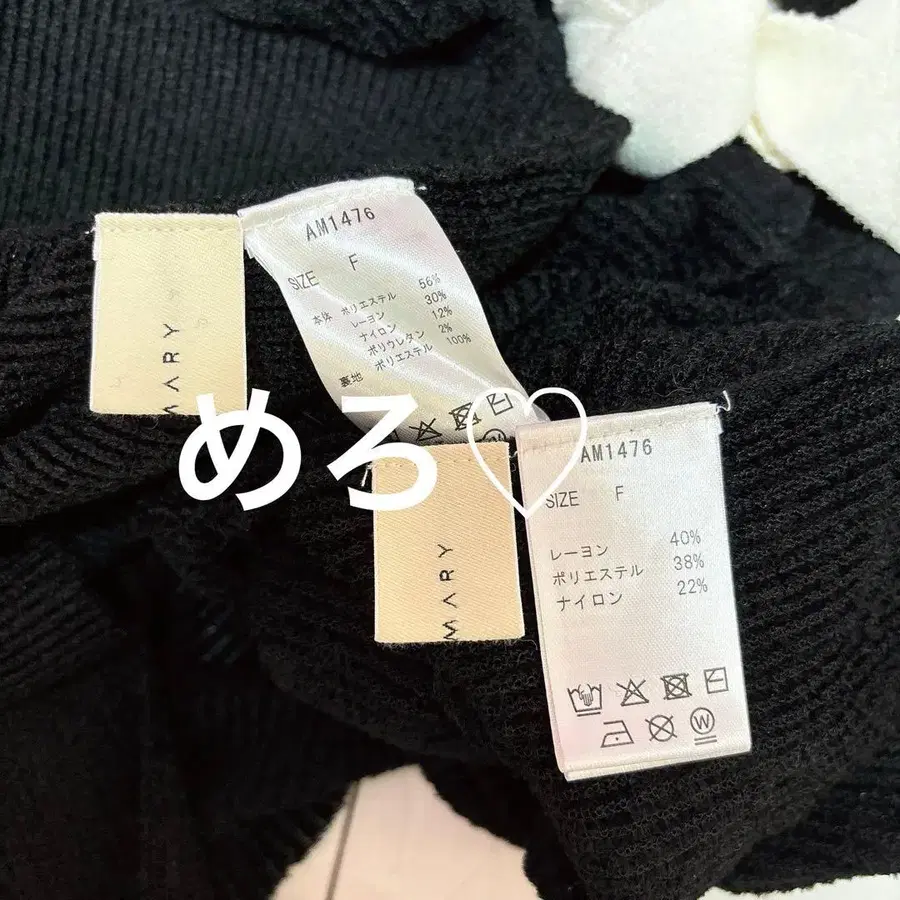 AM1476
SIZE F
本体 ポリエステル 56%
レーヨン 30%
ナイロン 12%
ポリウレタン 2%
裏地 ポリエステル 100%
MARY
めろ♡
AM1476
SIZE F
レーヨン 40%
ポリエステル 38%
ナイロン 22%
MARY
W